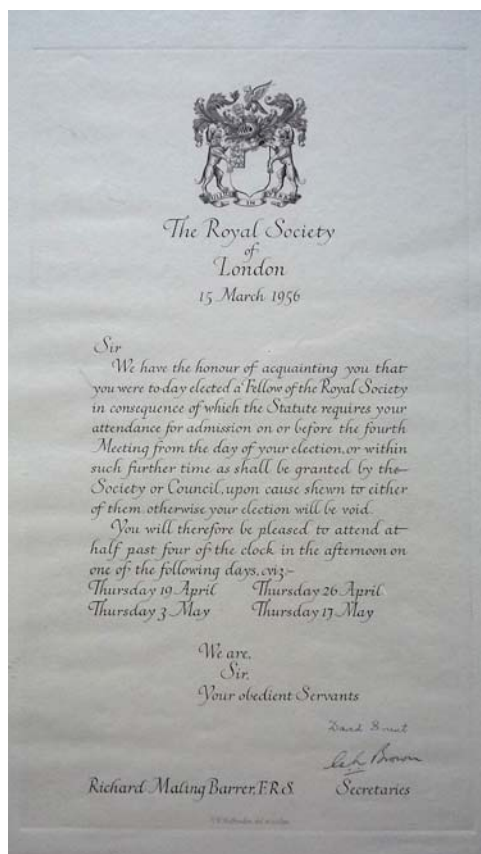 The Royal Society
of
London
15 March 1956
Sir
We have the honour of acquainting you that
you were to-day elected a Fellow of the Royal Society
in consequence of which the Statute requires your
attendance for admission on or before the fourth
Meeting from the day of your election, or within
such further time as shall be granted by the
Society or Council, upon cause shewn to either
of them otherwise your election will be void.
You will therefore be pleased to attend at
half past four of the clock in the afternoon on
one of the following days, viz:-
Thursday 19 April Thursday 26 April
Thursday 3 May Thursday 17 May
We are,
Sir,
Your obedient Servants
David Brunt
Brown
Richard Maling Barrer, F.R.S. Secretaries